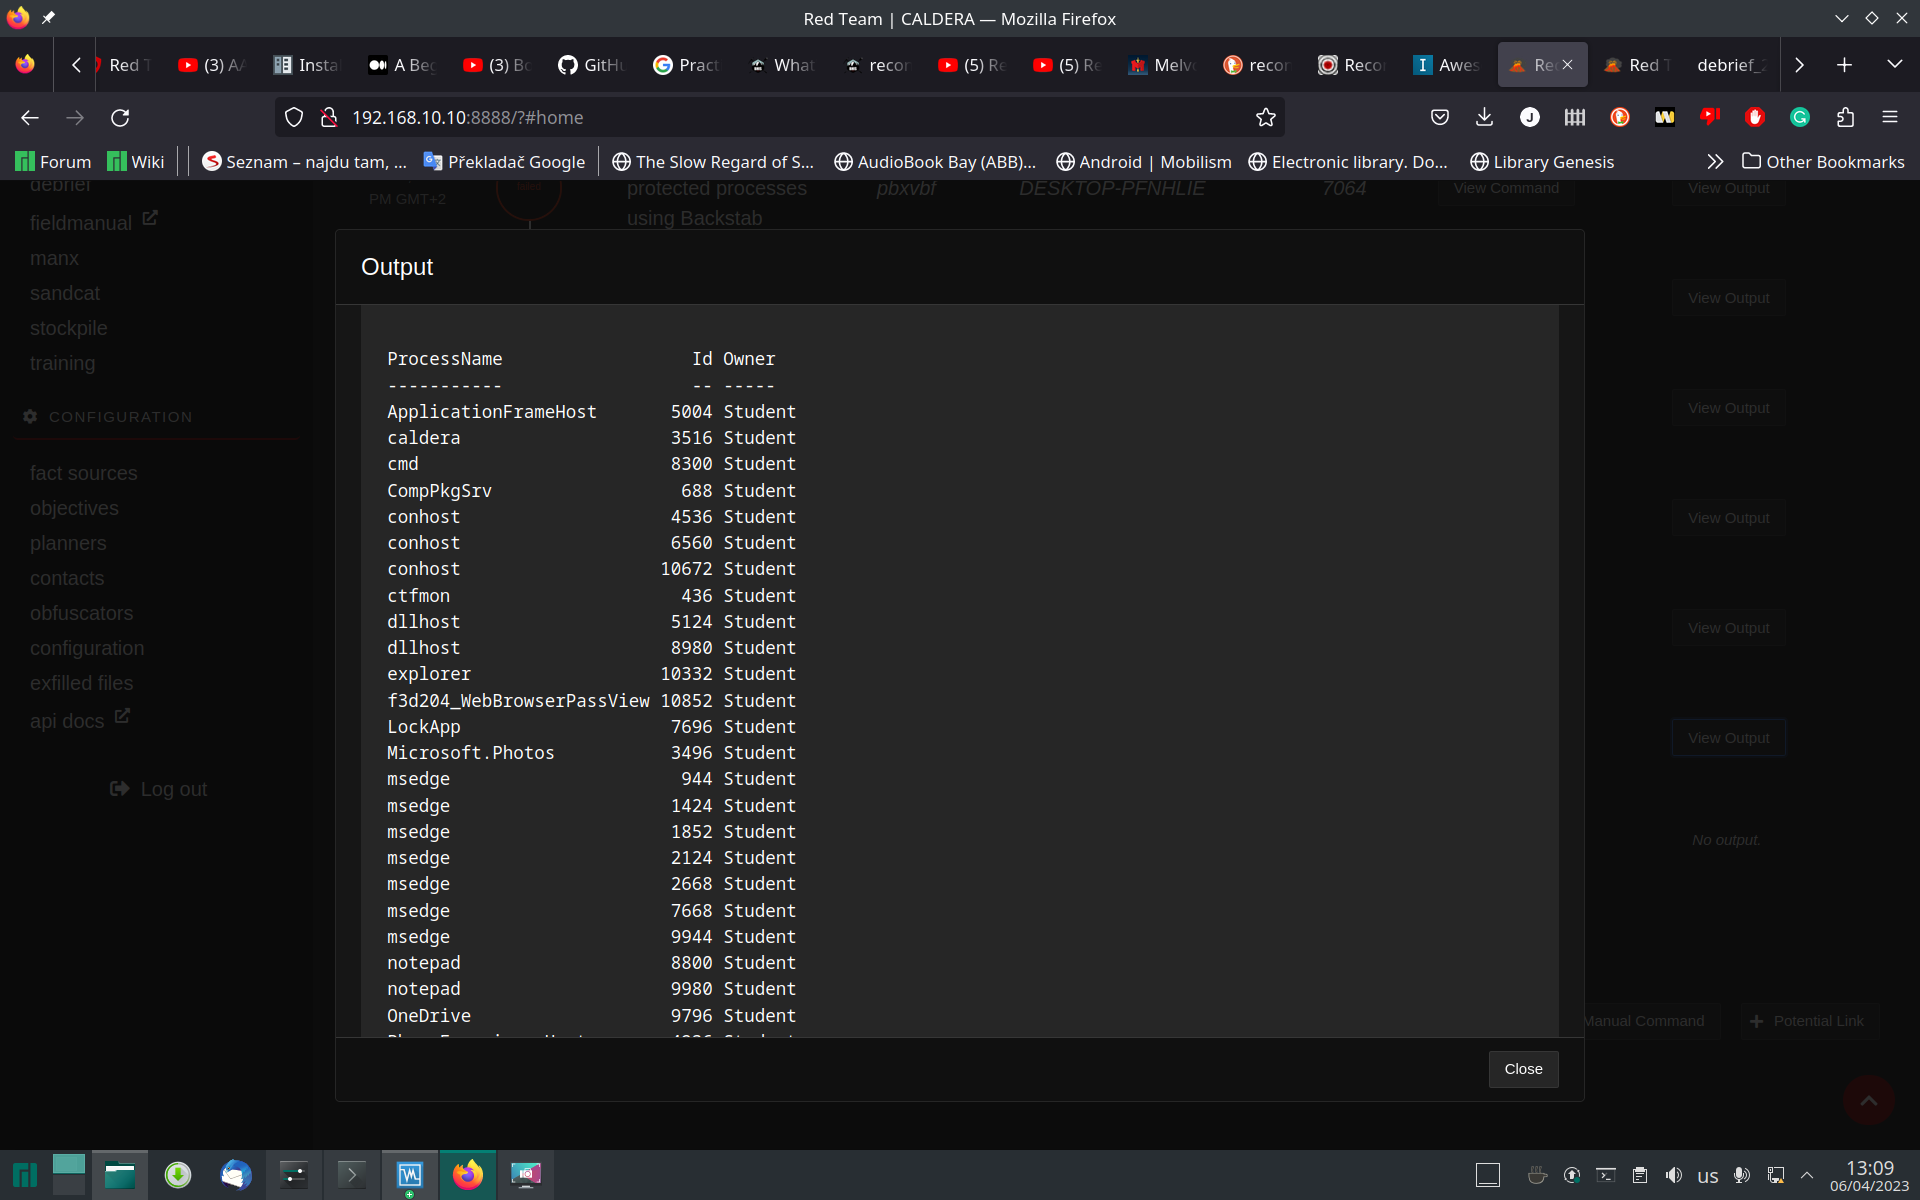 Red Team | CALDERA — Mozilla Firefox
Red T (3) AA Insta A Beg (3) Bo GitHu Pract What recor (5) Re (5) Re Melvo recor Recor Awes Re Red T debrief_2
192.168.10.10:8888/?#home
Forum Wiki Seznam – najdu tam, ... Překladač Google The Slow Regard of S... AudioBook Bay (ABB)... Android | Mobilism Electronic library. Do... Library Genesis Other Bookmarks
debrief
fieldmanual
manx
sandcat
stockpile
training
CONFIGURATION
fact sources
objectives
planners
contacts
obfuscators
configuration
exfilled files
api docs
Log out
PM GMT+2
protected processes pbxvbf DESKTOP-PFNHLIE 7064 View Command View Output
using Backstab
Output
ProcessName Id Owner
----------- -- -----
ApplicationFrameHost 5004 Student
caldera 3516 Student
cmd 8300 Student
CompPkgSrv 688 Student
conhost 4536 Student
conhost 6560 Student
conhost 10672 Student
ctfmon 436 Student
dllhost 5124 Student
dllhost 8980 Student
explorer 10332 Student
f3d204_WebBrowserPassView 10852 Student
LockApp 7696 Student
Microsoft.Photos 3496 Student
msedge 944 Student
msedge 1424 Student
msedge 1852 Student
msedge 2124 Student
msedge 2668 Student
msedge 7668 Student
msedge 9944 Student
notepad 8800 Student
notepad 9980 Student
OneDrive 9796 Student
Close
View Output
View Output
View Output
View Output
View Output
No output.
Manual Command
Potential Link
us
13:09
06/04/2023